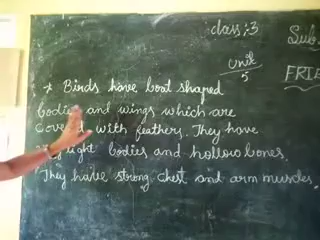 class:3
Sub.
Unit
5
FRIE
* Birds have boat shaped
bodies and wings which are
covered with feathers. They have
light bodies and hollow bones.
They have strong chest and arm muscles.